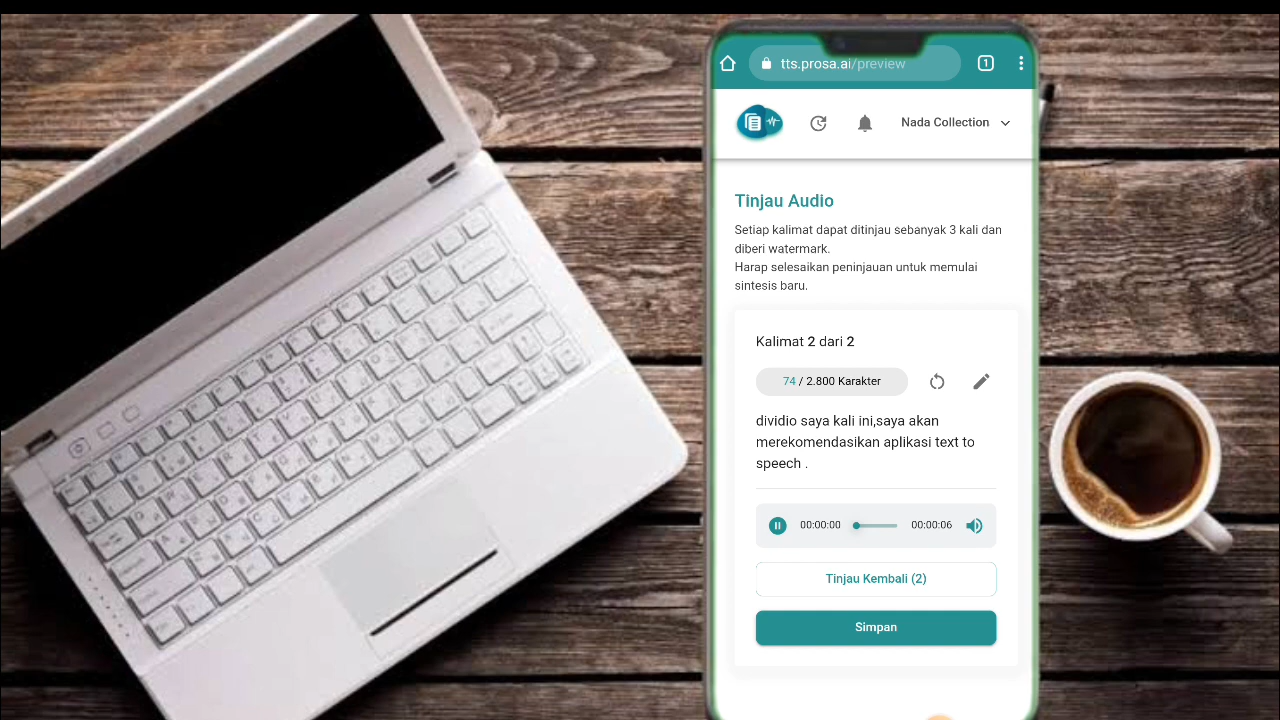 tts.prosa.ai/preview
1
Nada Collection
Tinjau Audio
Setiap kalimat dapat ditinjau sebanyak 3 kali dan
diberi watermark.
Harap selesaikan peninjauan untuk memulai
sintesis baru.
Kalimat 2 dari 2
74 / 2.800 Karakter
dividio saya kali ini,saya akan
merekomendasikan aplikasi text to
speech .
00:00:00
00:00:06
Tinjau Kembali (2)
Simpan